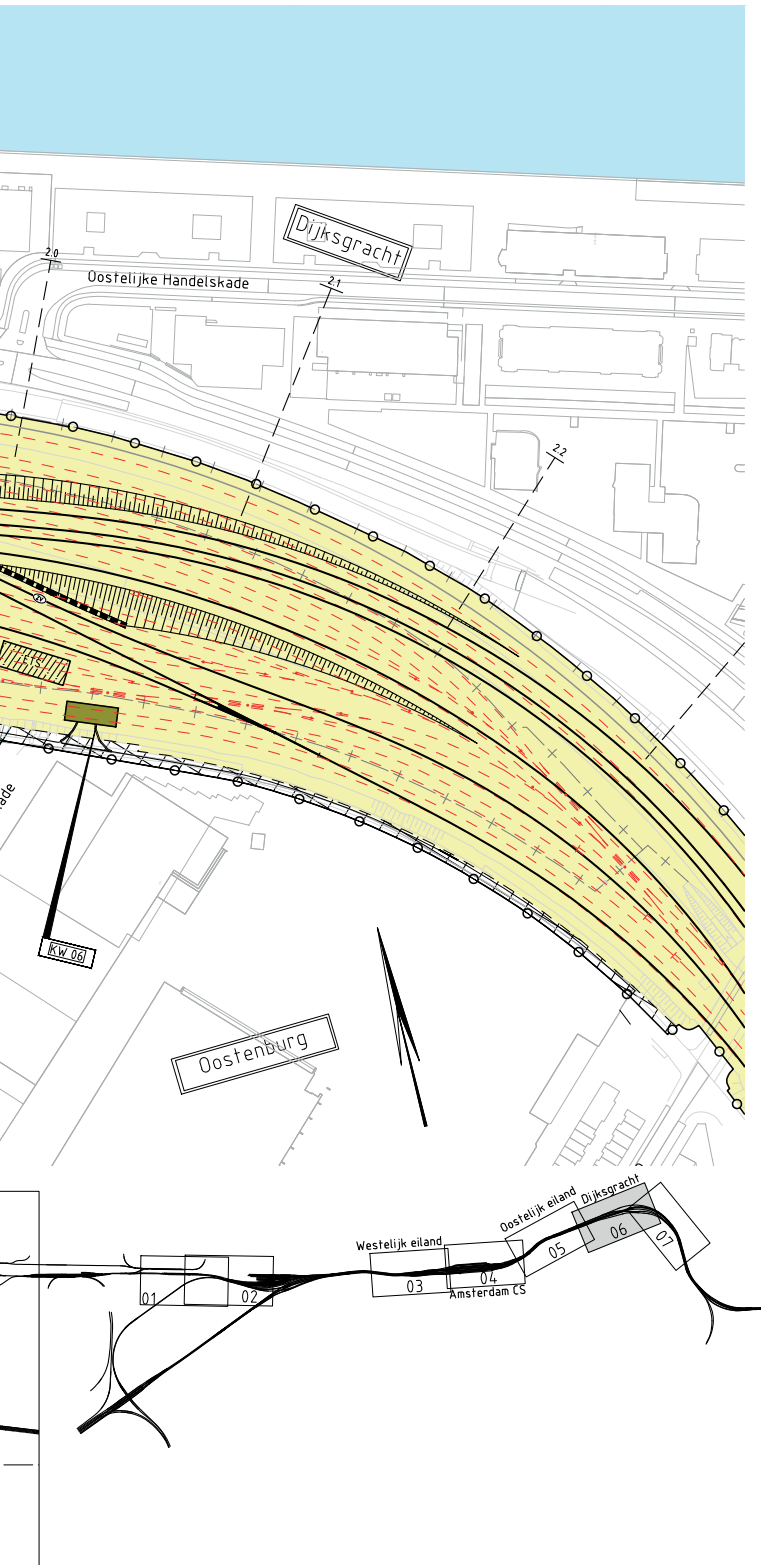 Dijksgracht
2.0
Oostelijke Handelskade
2.1
2.2
ETS
KW 06
Oostenburg
Oostelijk eiland
Dijksgracht
Westelijk eiland
01
02
03
04
05
06
07
Amsterdam CS